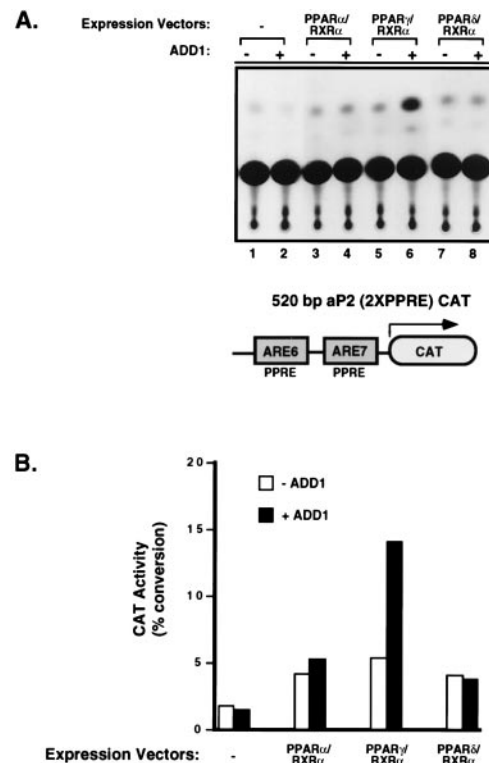 A.
Expression Vectors: - PPARα/ RXRα PPARγ/ RXRα PPARδ/ RXRα
ADD1: - + - + - + - +
1 2 3 4 5 6 7 8
520 bp aP2 (2XPPRE) CAT
ARE6 ARE7 CAT
PPRE PPRE
B.
20
15
10
5
0
CAT Activity
(% conversion)
- ADD1
+ ADD1
Expression Vectors: - PPARα/ RXRα PPARγ/ RXRα PPARδ/ RXRα